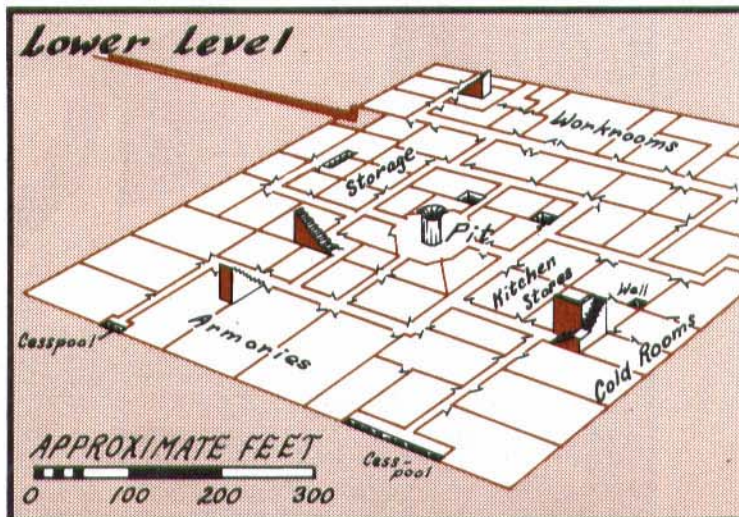 Lower Level
Workrooms
Storage
Pit
Kitchen
Stores
Well
Cold Rooms
Armories
Cesspool
Cess-
pool
APPROXIMATE FEET
0 100 200 300